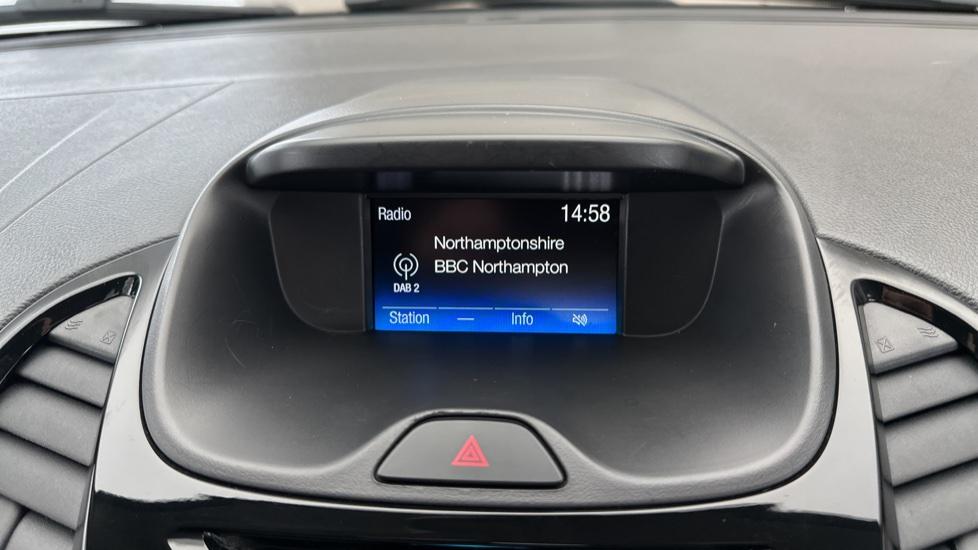 Radio 14:58
Northamptonshire
BBC Northampton
DAB 2
Station — Info